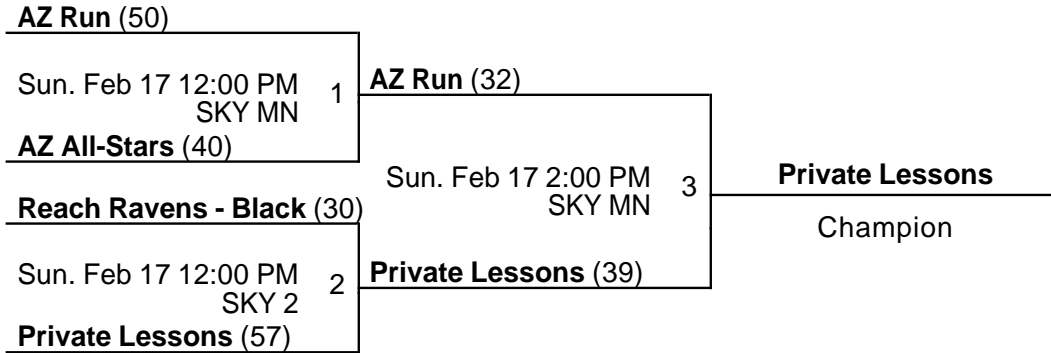 AZ Run (50)
Sun. Feb 17 12:00 PM
SKY MN
1
AZ All-Stars (40)
Reach Ravens - Black (30)
Sun. Feb 17 12:00 PM
SKY 2
2
Private Lessons (57)
AZ Run (32)
Sun. Feb 17 2:00 PM
SKY MN
3
Private Lessons (39)
Private Lessons
Champion